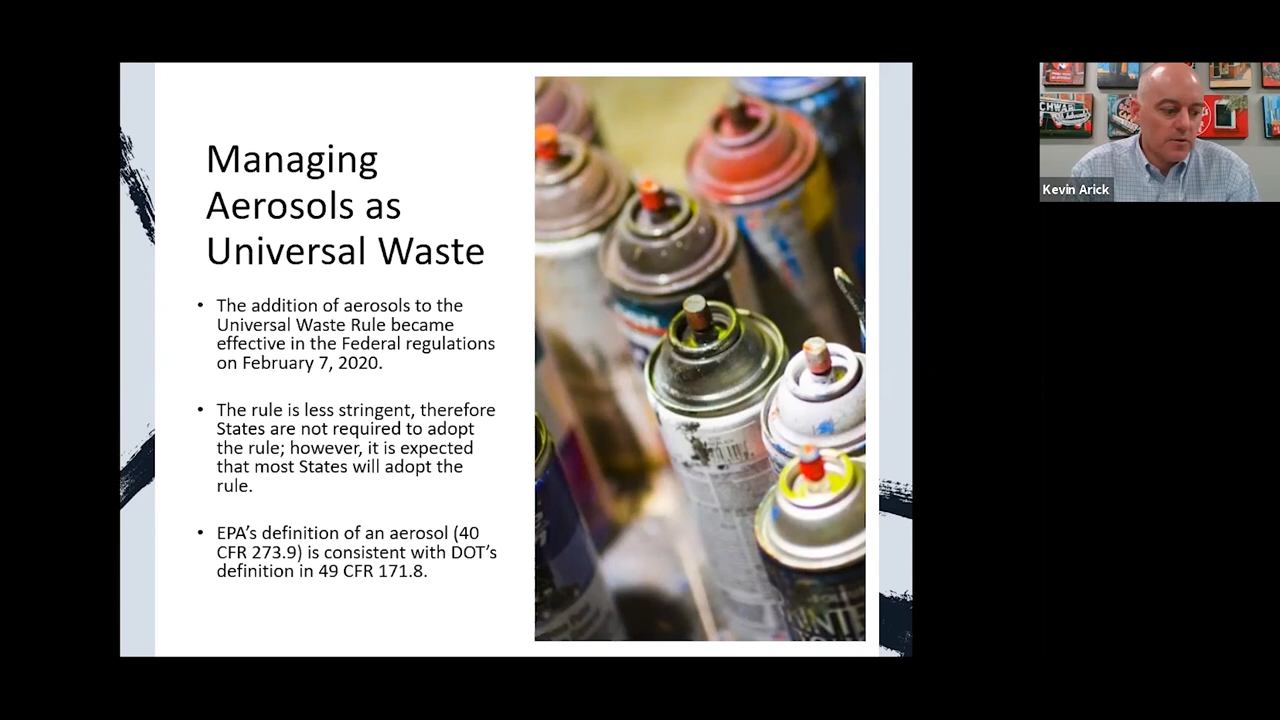 Managing
Aerosols as
Universal Waste
• The addition of aerosols to the
Universal Waste Rule became
effective in the Federal regulations
on February 7, 2020.
• The rule is less stringent, therefore
States are not required to adopt
the rule; however, it is expected
that most States will adopt the
rule.
• EPA’s definition of an aerosol (40
CFR 273.9) is consistent with DOT’s
definition in 49 CFR 171.8.
Kevin Arick